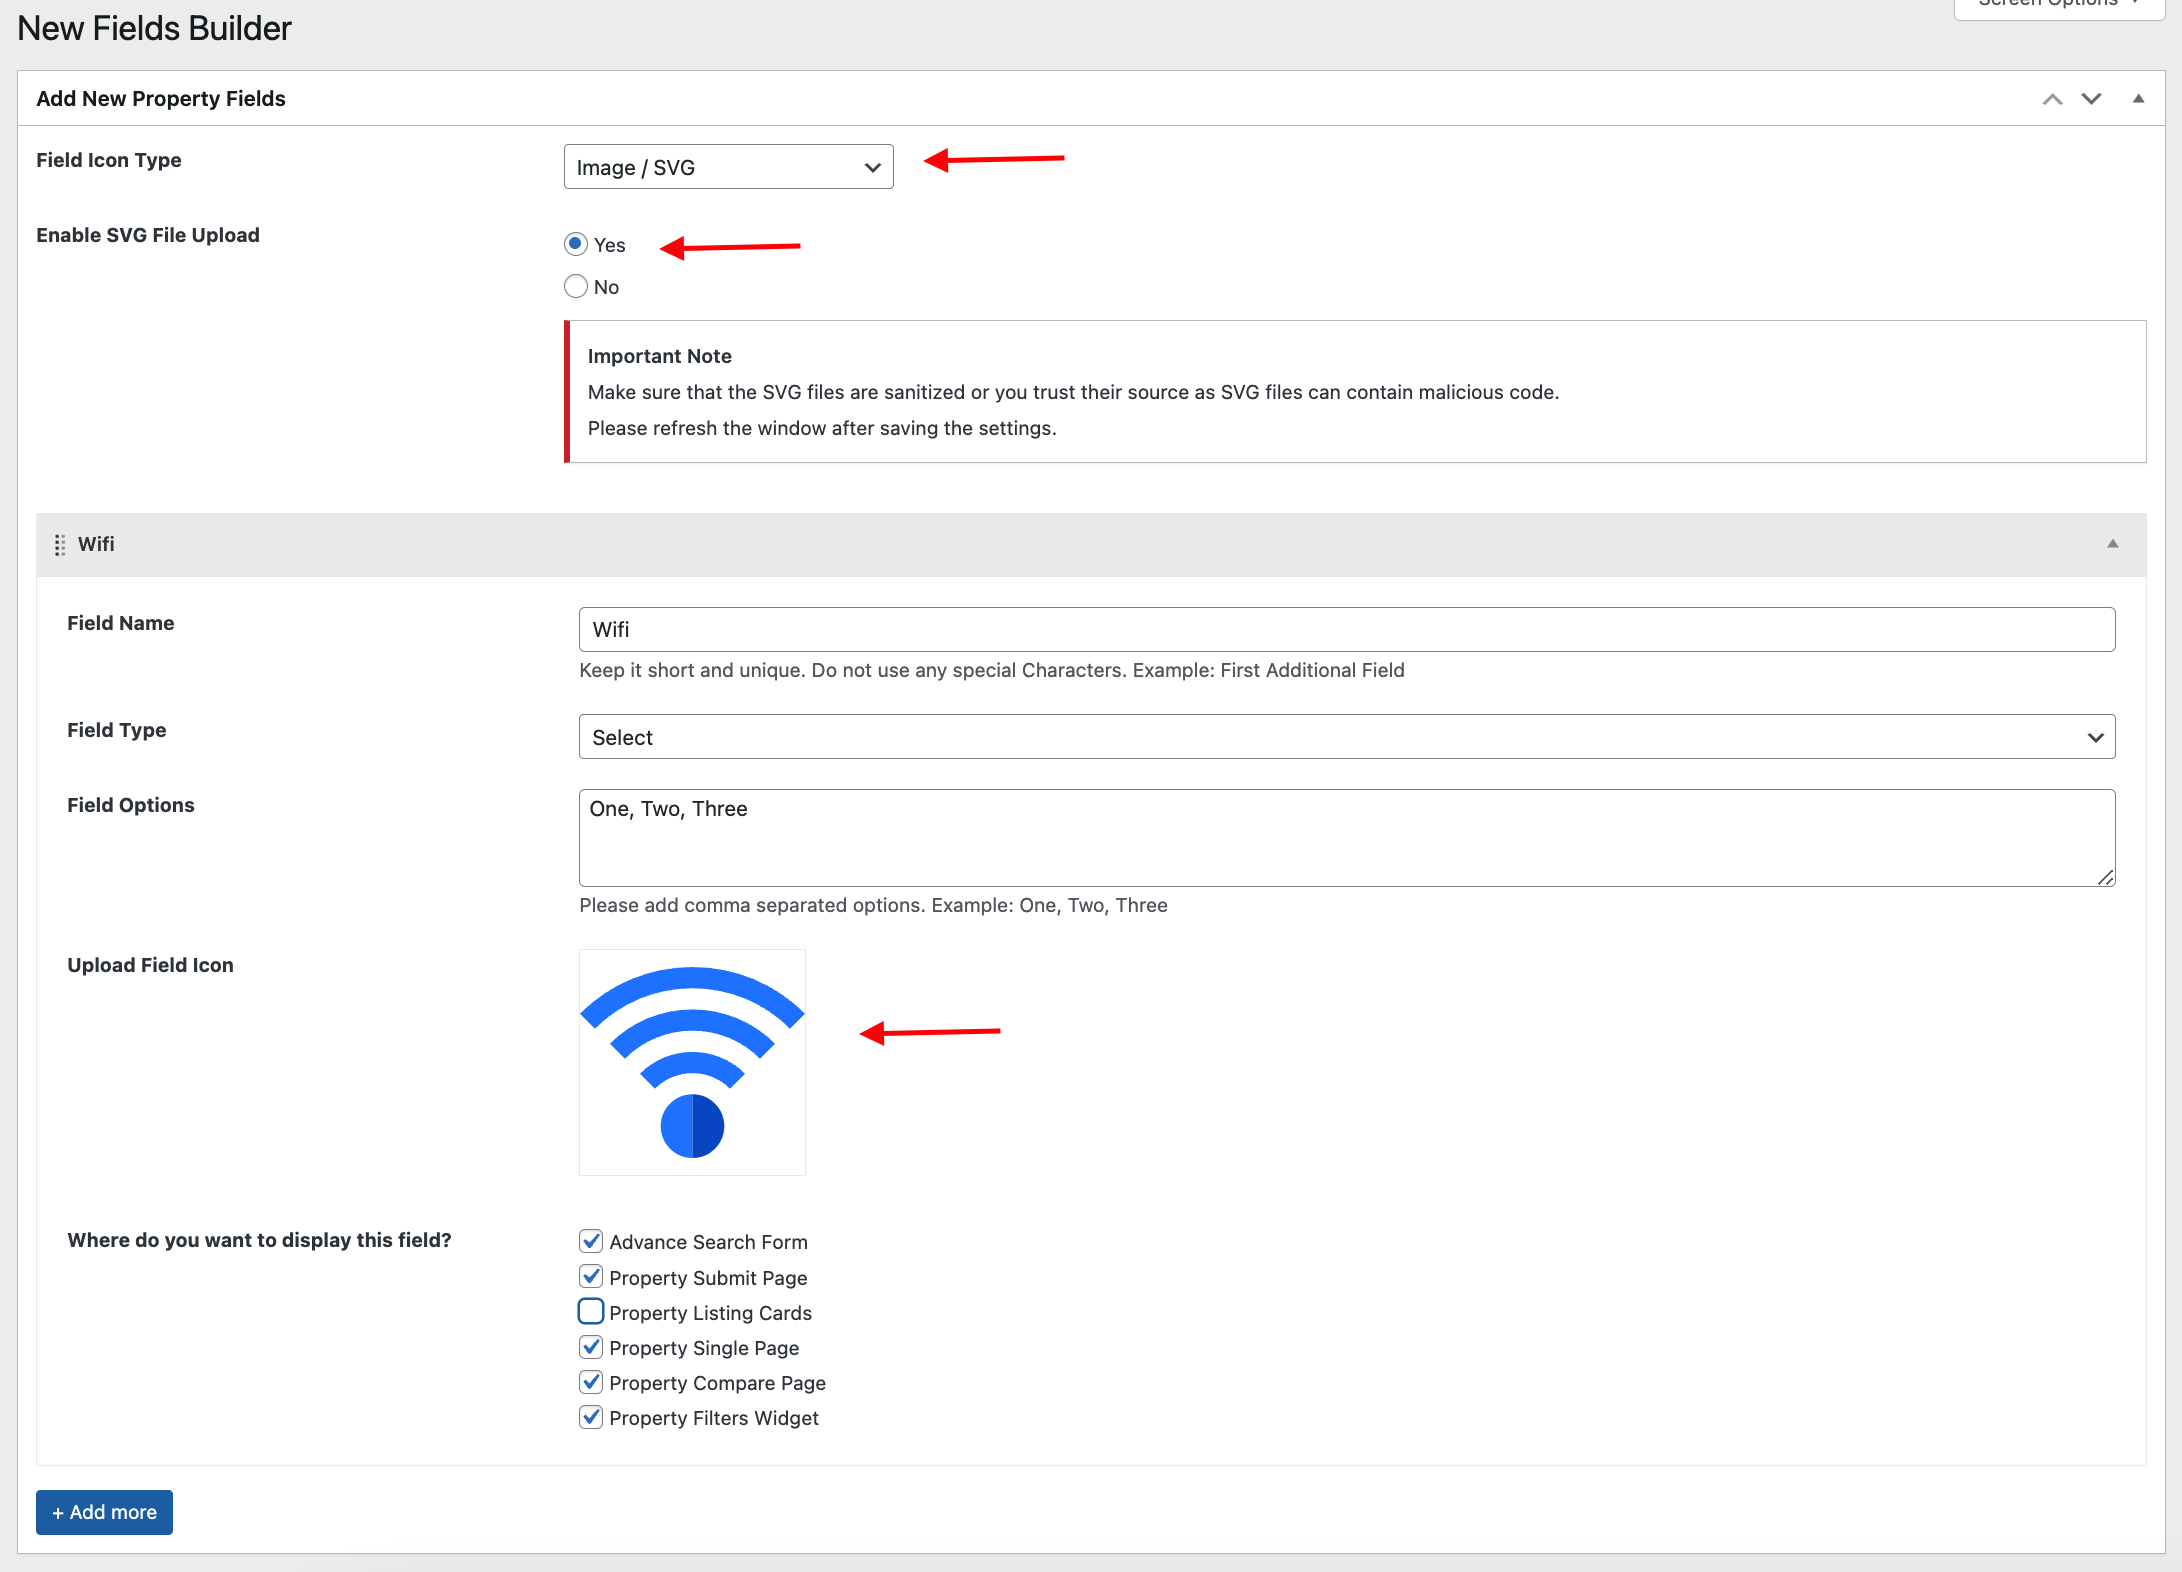 Screen Options
New Fields Builder
Add New Property Fields
Field Icon Type
Image / SVG
Enable SVG File Upload
Yes
No
Important Note
Make sure that the SVG files are sanitized or you trust their source as SVG files can contain malicious code.
Please refresh the window after saving the settings.
Wifi
Field Name
Wifi
Keep it short and unique. Do not use any special Characters. Example: First Additional Field
Field Type
Select
Field Options
One, Two, Three
Please add comma separated options. Example: One, Two, Three
Upload Field Icon
Where do you want to display this field?
Advance Search Form
Property Submit Page
Property Listing Cards
Property Single Page
Property Compare Page
Property Filters Widget
+ Add more